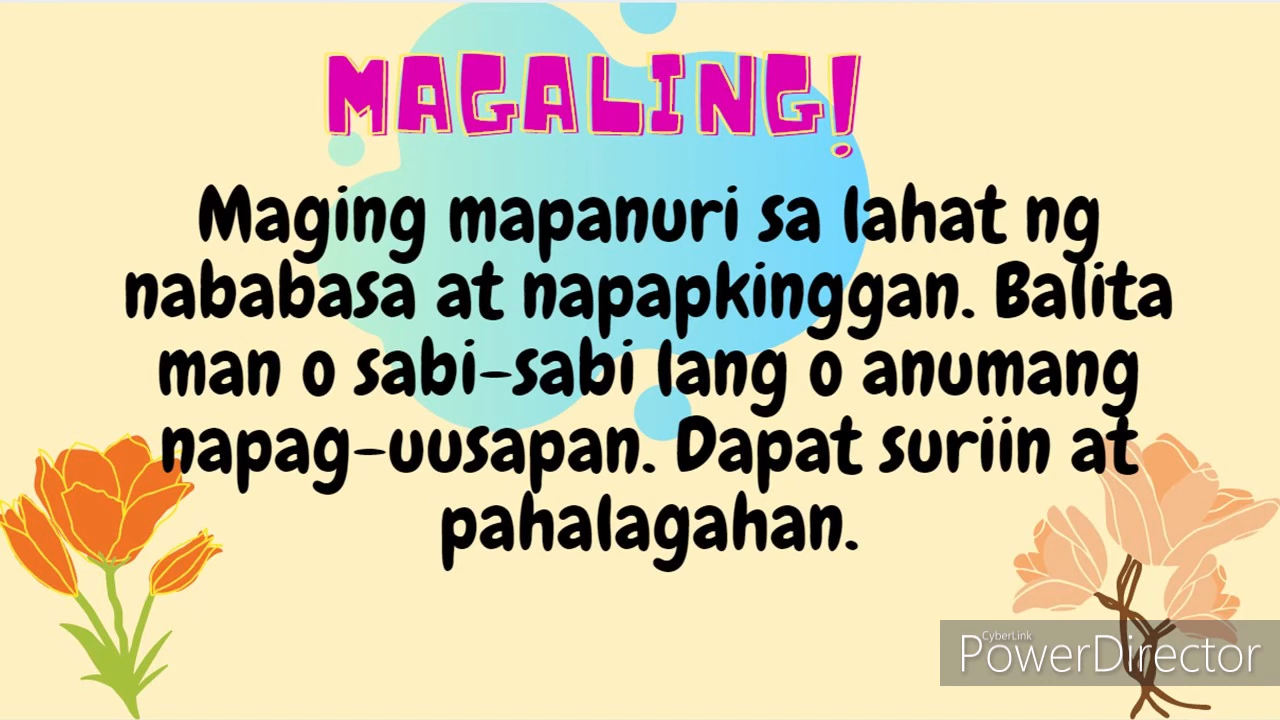 MAGALING!
Maging mapanuri sa lahat ng
nababasa at napapkinggan. Balita
man o sabi-sabi lang o anumang
napag-uusapan. Dapat suriin at
pahalagahan.
CyberLink
PowerDirector